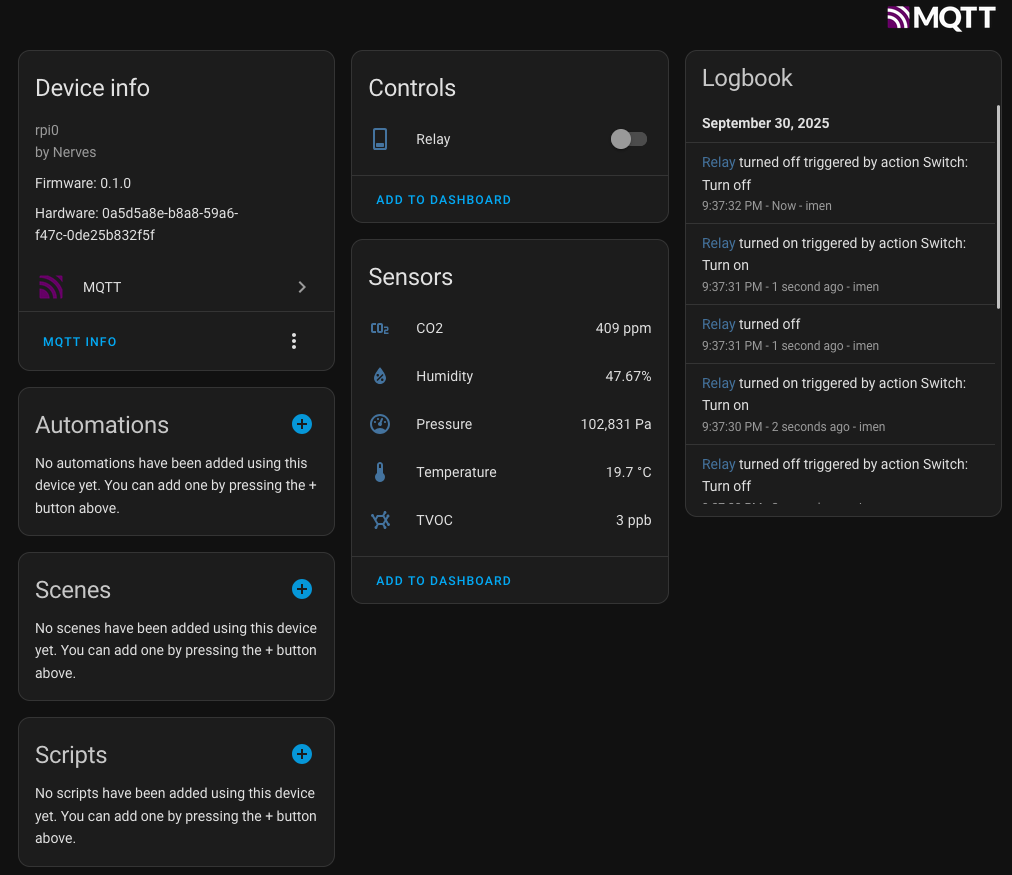 MQTT
Device info
rpi0
by Nerves
Firmware: 0.1.0
Hardware: 0a5d5a8e-b8a8-59a6-
f47c-0de25b832f5f
MQTT
MQTT INFO
Automations
No automations have been added using this
device yet. You can add one by pressing the +
button above.
Scenes
No scenes have been added using this device
yet. You can add one by pressing the + button
above.
Scripts
No scripts have been added using this device
yet. You can add one by pressing the + button
above.
Controls
Relay
ADD TO DASHBOARD
Sensors
CO2 CO2 409 ppm
Humidity 47.67%
Pressure 102,831 Pa
Temperature 19.7 °C
TVOC 3 ppb
ADD TO DASHBOARD
Logbook
September 30, 2025
Relay turned off triggered by action Switch:
Turn off
9:37:32 PM - Now - imen
Relay turned on triggered by action Switch:
Turn on
9:37:31 PM - 1 second ago - imen
Relay turned off
9:37:31 PM - 1 second ago - imen
Relay turned on triggered by action Switch:
Turn on
9:37:30 PM - 2 seconds ago - imen
Relay turned off triggered by action Switch:
Turn off